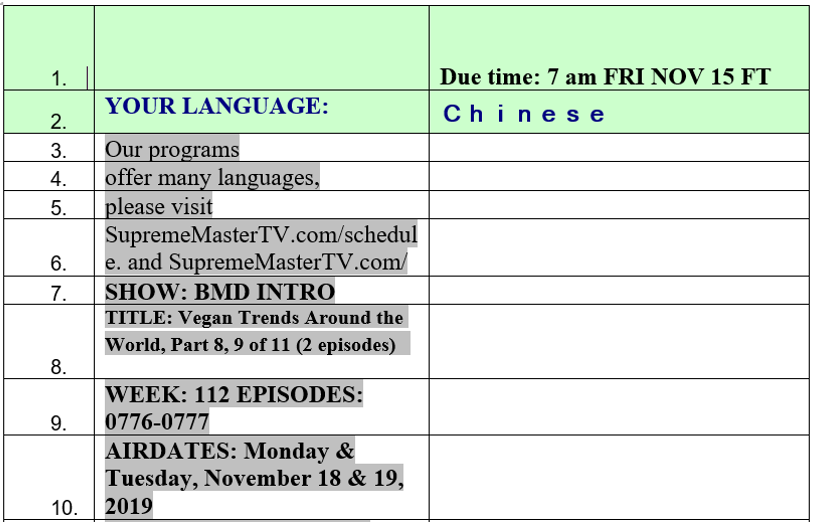 1. Due time: 7 am FRI NOV 15 FT
2. YOUR LANGUAGE: Chinese
3. Our programs
4. offer many languages,
5. please visit
SupremeMasterTV.com/schedul
6. e. and SupremeMasterTV.com/
7. SHOW: BMD INTRO
TITLE: Vegan Trends Around the
World, Part 8, 9 of 11 (2 episodes)
8.
WEEK: 112 EPISODES:
9. 0776-0777
AIRDATES: Monday &
Tuesday, November 18 & 19,
10. 2019